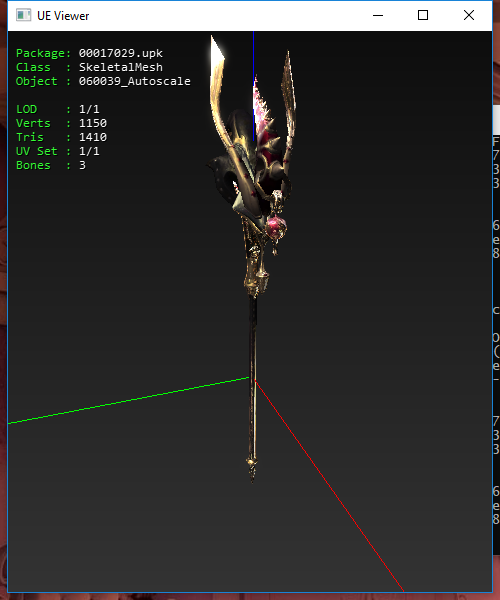 UE Viewer
Package: 00017029.upk
Class : SkeletalMesh
Object : 060039_Autoscale
LOD : 1/1
Verts : 1150
Tris : 1410
UV Set : 1/1
Bones : 3